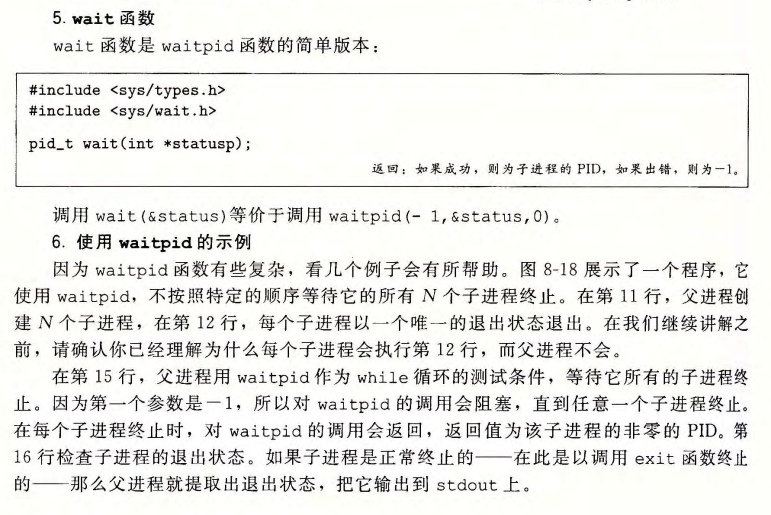 5. wait 函数
wait 函数是 waitpid 函数的简单版本：
#include <sys/types.h>
#include <sys/wait.h>
pid_t wait(int *statusp);
返回：如果成功，则为子进程的 PID，如果出错，则为－1。
调用 wait(&status)等价于调用 waitpid(- 1,&status,0)。
6. 使用 waitpid 的示例
因为 waitpid 函数有些复杂，看几个例子会有所帮助。图 8-18 展示了一个程序，它
使用 waitpid，不按照特定的顺序等待它的所有 N 个子进程终止。在第 11 行，父进程创
建 N 个子进程，在第 12 行，每个子进程以一个唯一的退出状态退出。在我们继续讲解之
前，请确认你已经理解为什么每个子进程会执行第 12 行，而父进程不会。
在第 15 行，父进程用 waitpid 作为 while 循环的测试条件，等待它所有的子进程终
止。因为第一个参数是－1，所以对 waitpid 的调用会阻塞，直到任意一个子进程终止。
在每个子进程终止时，对 waitpid 的调用会返回，返回值为该子进程的非零的 PID。第
16 行检查子进程的退出状态。如果子进程是正常终止的——在此是以调用 exit 函数终止
的——那么父进程就提取出退出状态，把它输出到 stdout 上。